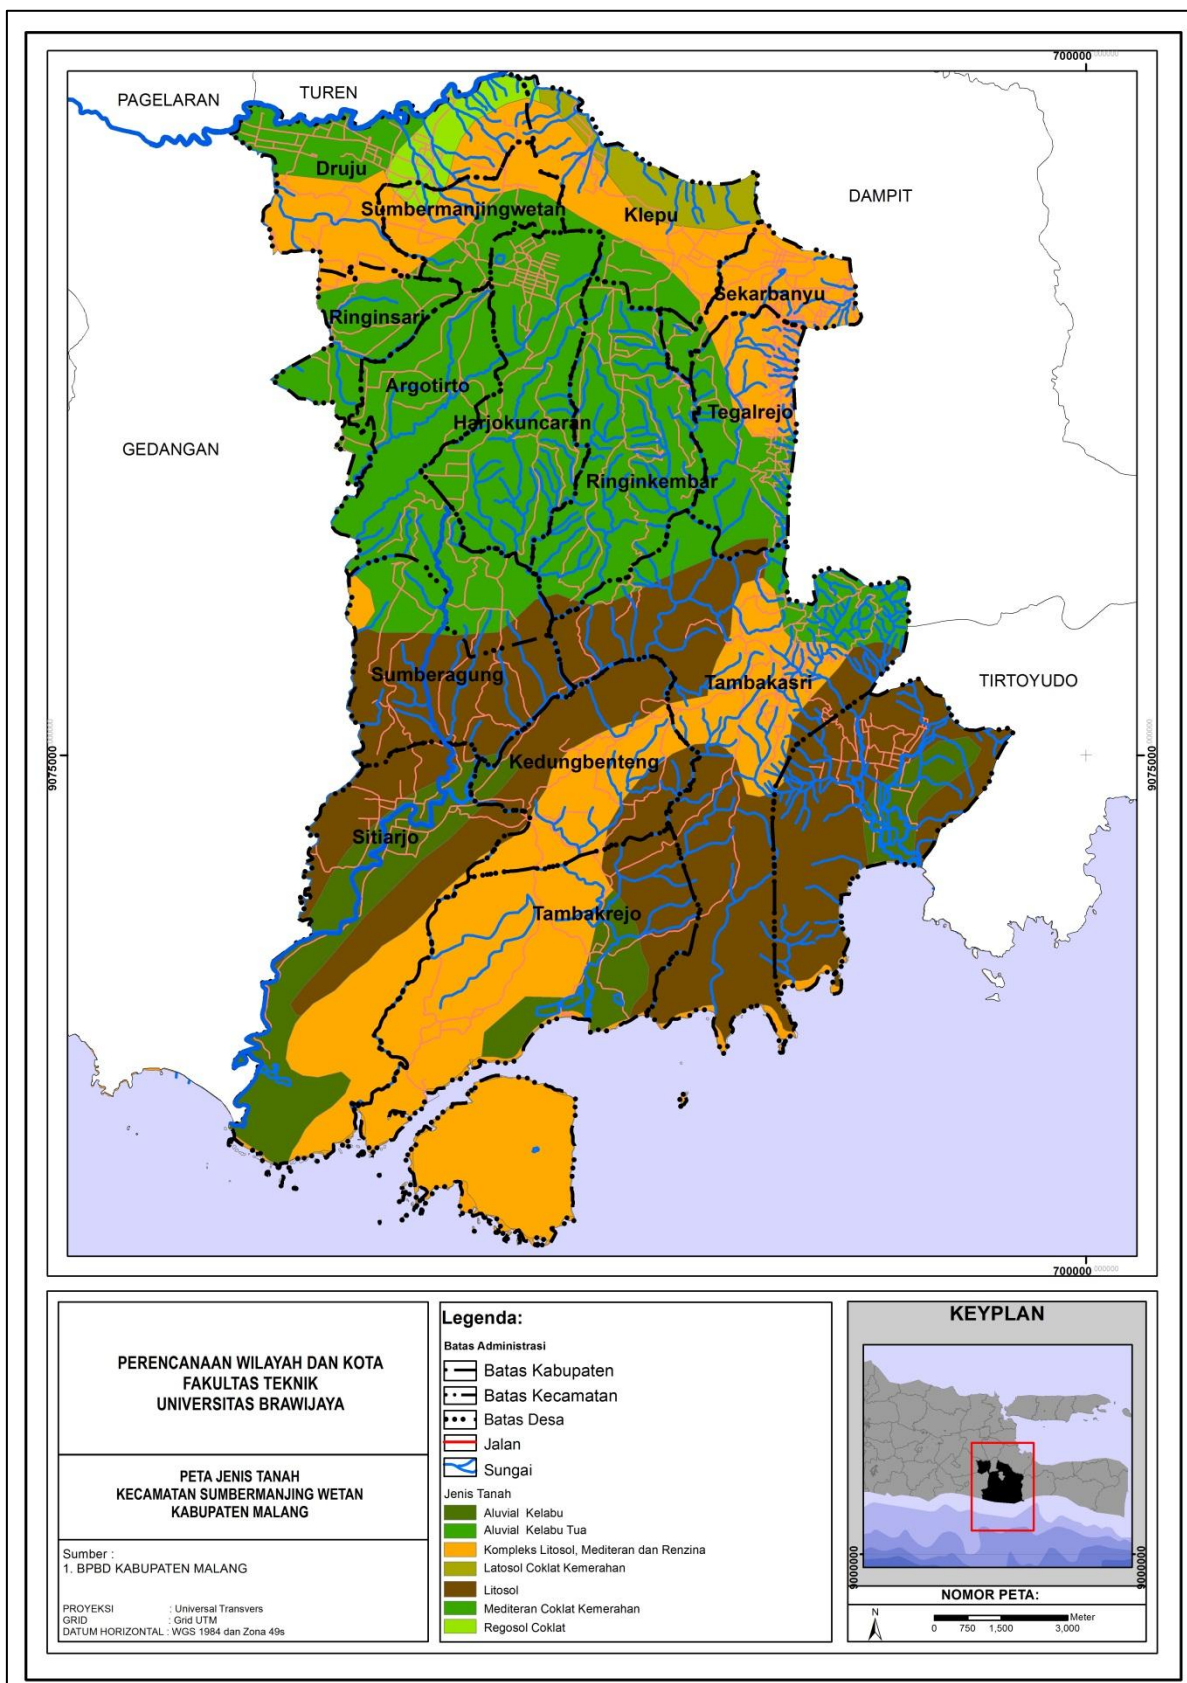 700000 000000
PAGELARAN
TUREN
Druju
DAMPIT
Sumbermanjingwetan
Klepu
Sekarbanyu
Ringinsari
Argotirto
Tegalrejo
Harjokuncaran
GEDANGAN
Ringinkembar
Sumberagung
Tambakasri
TIRTOYUDO
9075000 000000
Kedungbenteng
9075000 000000
Sitiarjo
Tambakrejo
700000 000000
PERENCANAAN WILAYAH DAN KOTA
FAKULTAS TEKNIK
UNIVERSITAS BRAWIJAYA
PETA JENIS TANAH
KECAMATAN SUMBERMANJING WETAN
KABUPATEN MALANG
Sumber :
1. BPBD KABUPATEN MALANG
PROYEKSI : Universal Transvers
GRID : Grid UTM
DATUM HORIZONTAL : WGS 1984 dan Zona 49s
Legenda:
Batas Administrasi
Batas Kabupaten
Batas Kecamatan
Batas Desa
Jalan
Sungai
Jenis Tanah
Aluvial Kelabu
Aluvial Kelabu Tua
Kompleks Litosol, Mediteran dan Renzina
Latosol Coklat Kemerahan
Litosol
Mediteran Coklat Kemerahan
Regosol Coklat
KEYPLAN
9000000
9000000
NOMOR PETA:
N
Meter
0 750 1,500 3,000